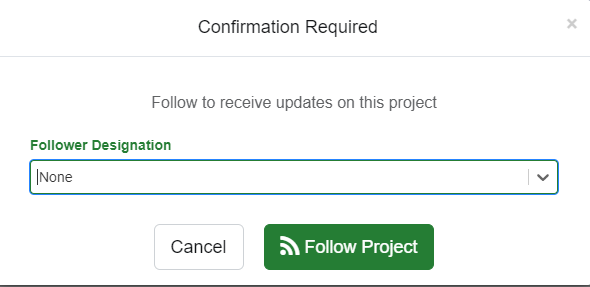 Confirmation Required
×
Follow to receive updates on this project
Follower Designation
None
Cancel
Follow Project